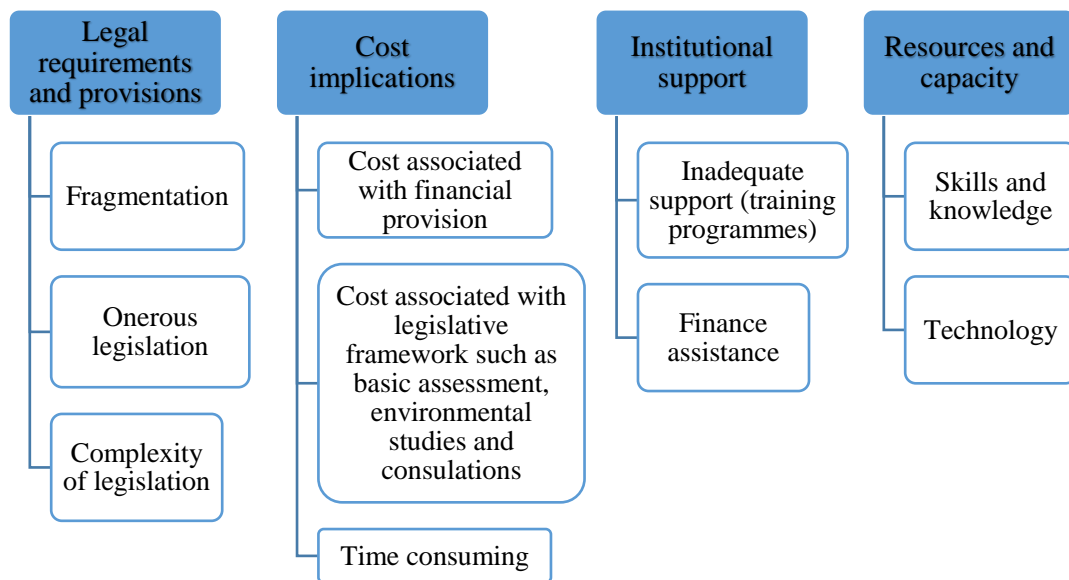 Legal
requirements
and provisions
Fragmentation
Onerous
legislation
Complexity
of legislation
Cost
implications
Cost associated
with financial
provision
Cost associated with
legislative
framework such as
basic assessment,
environmental
studies and
consulations
Time consuming
Institutional
support
Inadequate
support (training
programmes)
Finance
assistance
Resources and
capacity
Skills and
knowledge
Technology